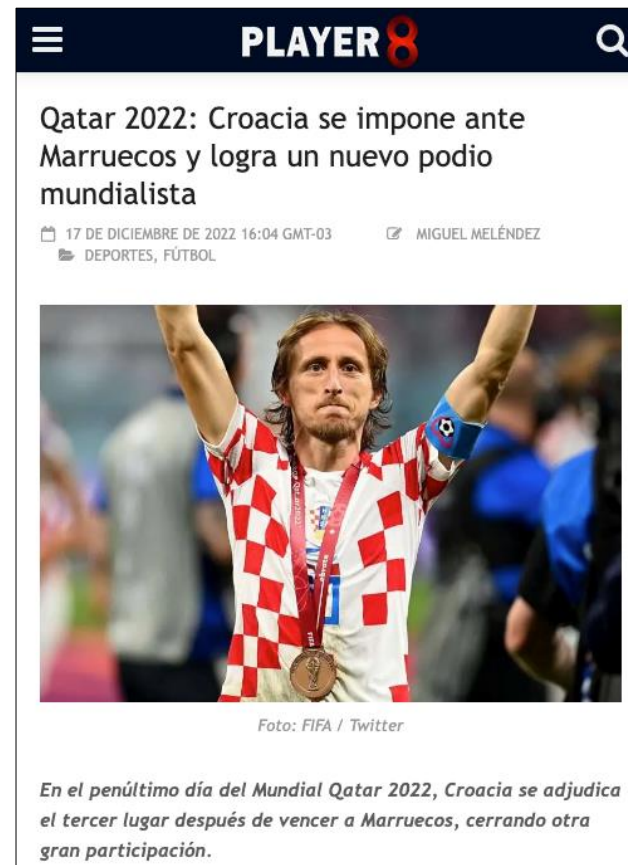 PLAYER 8
Qatar 2022: Croacia se impone ante
Marruecos y logra un nuevo podio
mundialista
17 DE DICIEMBRE DE 2022 16:04 GMT-03 MIGUEL MELÉNDEZ
DEPORTES, FÚTBOL
Foto: FIFA / Twitter
En el penúltimo día del Mundial Qatar 2022, Croacia se adjudica
el tercer lugar después de vencer a Marruecos, cerrando otra
gran participación.